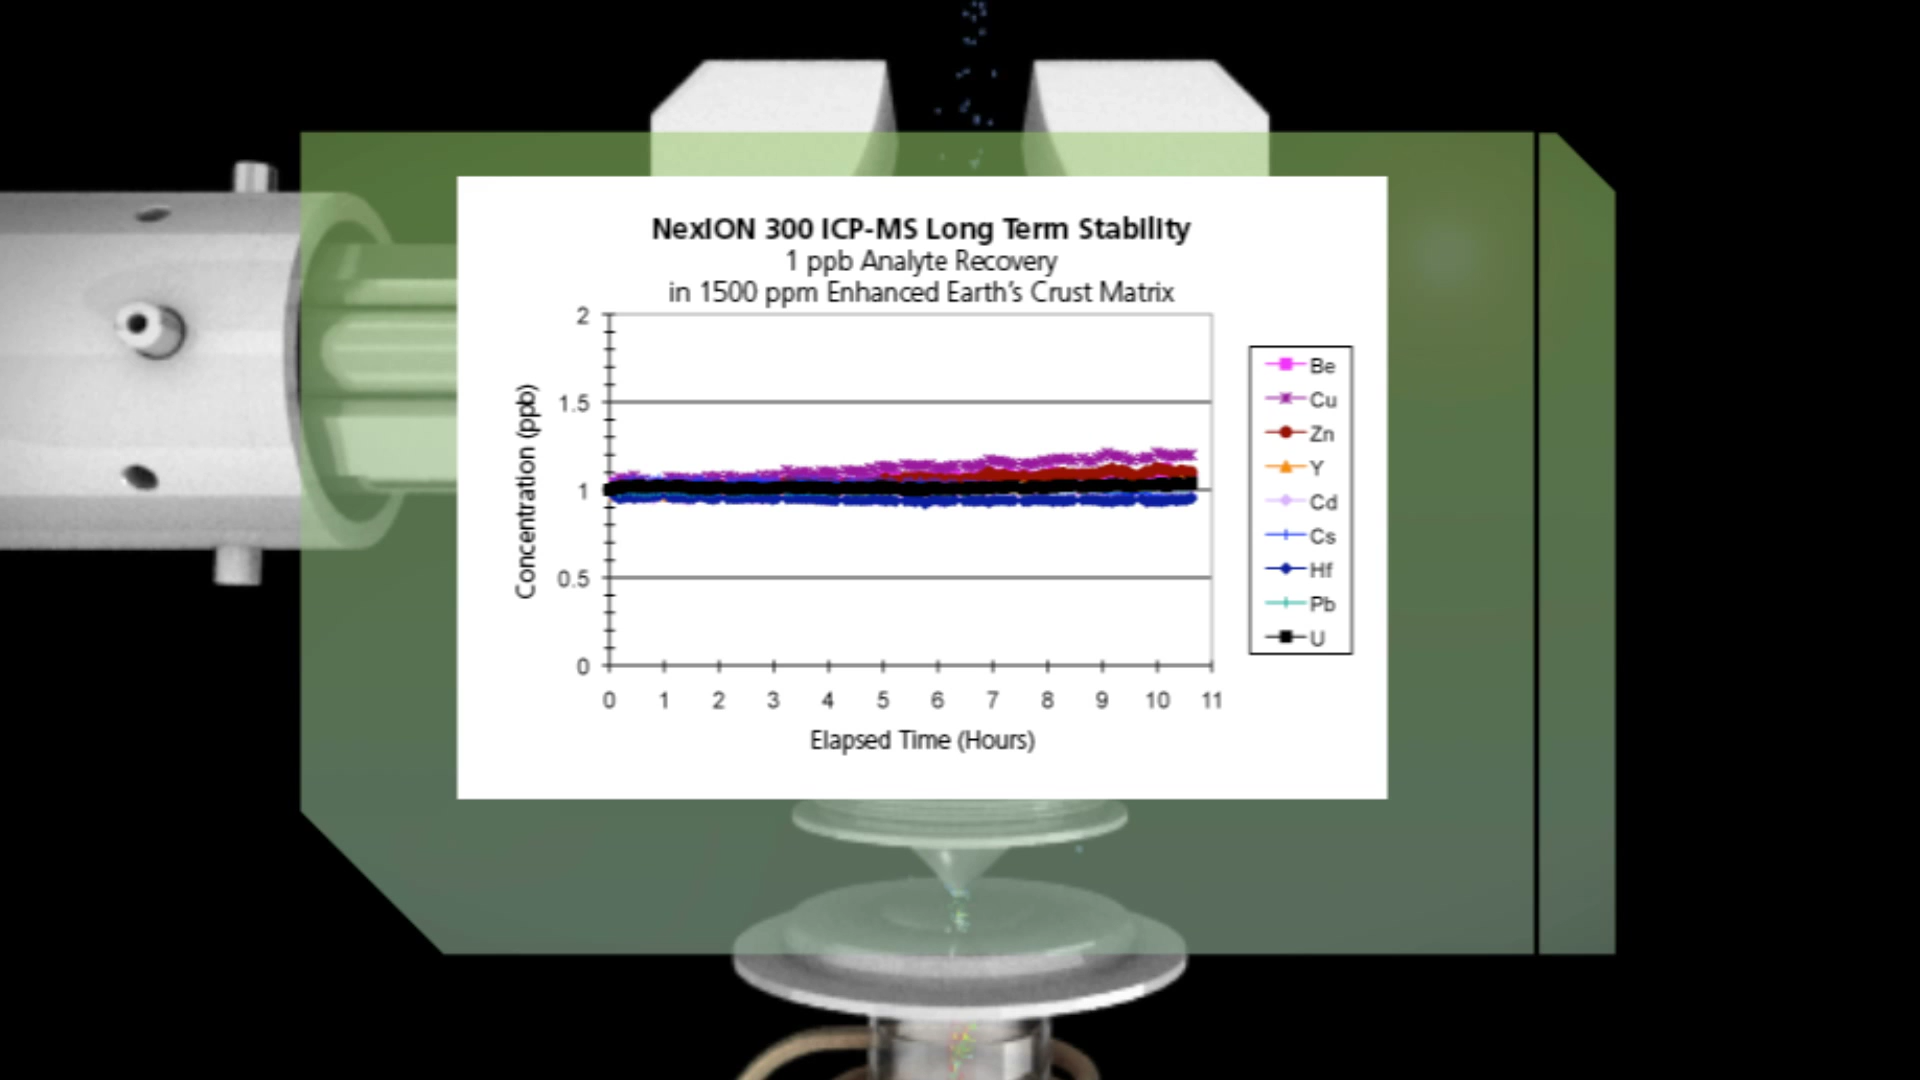 NexION 300 ICP-MS Long Term Stability
1 ppb Analyte Recovery
in 1500 ppm Enhanced Earth's Crust Matrix
2
1.5
1
0.5
0
Concentration (ppb)
0 1 2 3 4 5 6 7 8 9 10 11
Elapsed Time (Hours)
Be
Cu
Zn
Y
Cd
Cs
Hf
Pb
U